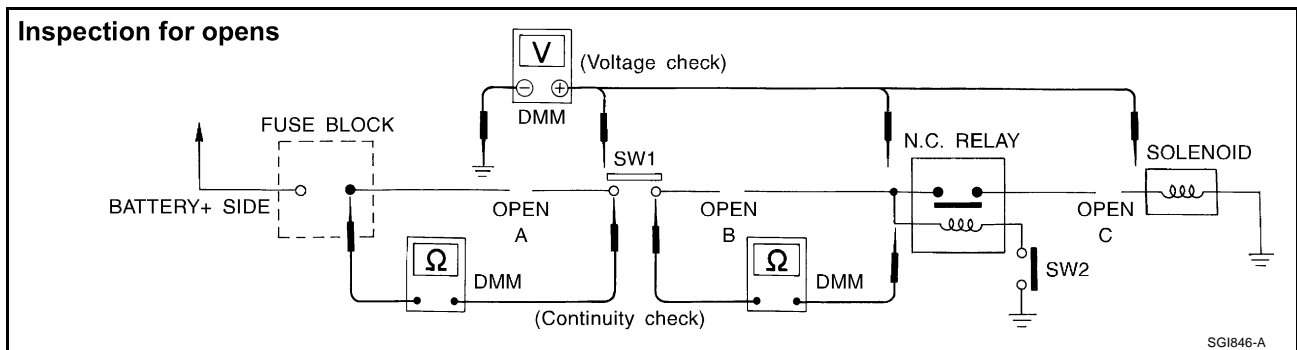 Inspection for opens
V
(Voltage check)
− +
DMM
FUSE BLOCK
N.C. RELAY
SW1
SOLENOID
BATTERY+ SIDE
OPEN
A
OPEN
B
OPEN
C
Ω
DMM
Ω
DMM
SW2
(Continuity check)
SGI846-A